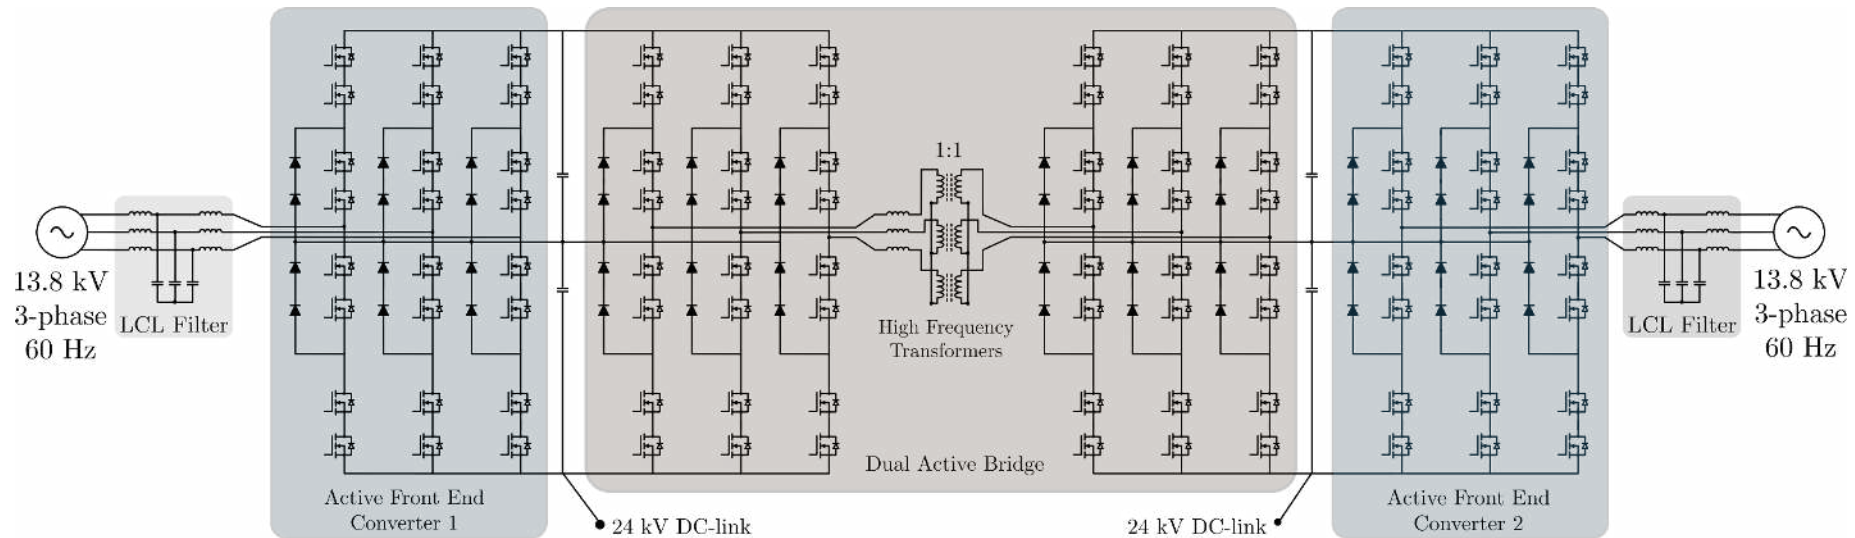 13.8 kV
3-phase
60 Hz
LCL Filter
Active Front End
Converter 1
24 kV DC-link
1:1
High Frequency
Transformers
Dual Active Bridge
24 kV DC-link
Active Front End
Converter 2
LCL Filter
13.8 kV
3-phase
60 Hz